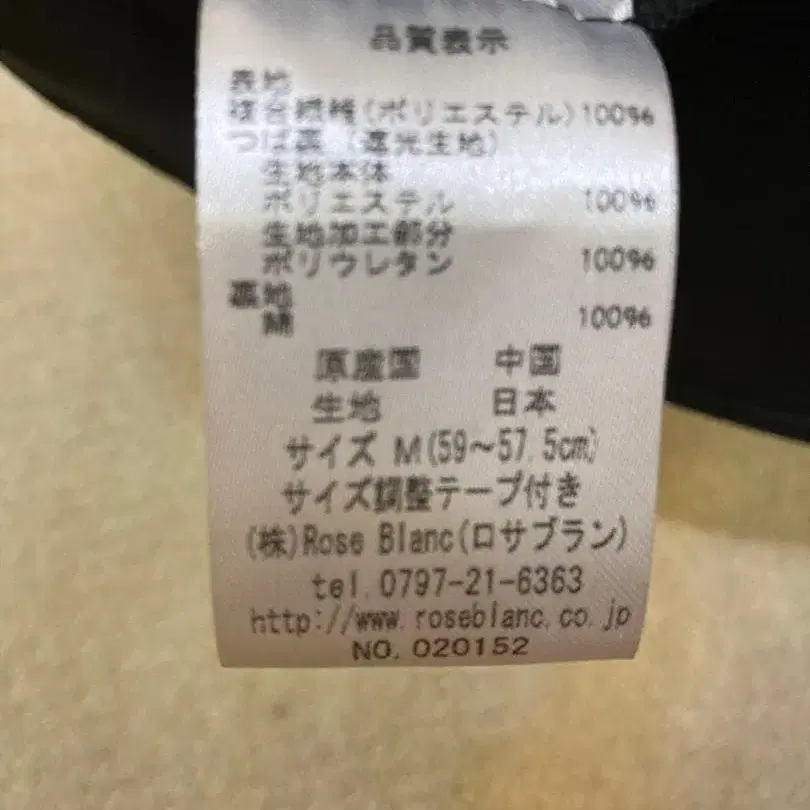 品質表示
表地
複合繊維(ポリエステル)100%
つば裏(遮光生地)
生地本体
ポリエステル 100%
生地加工部分
ポリウレタン 100%
裏地
綿 100%
原産国 中国
生地 日本
サイズ M(59〜57.5cm)
サイズ調整テープ付き
(株)Rose Blanc(ロサブラン)
tel.0797-21-6363
http://www.roseblanc.co.jp
NO.020152